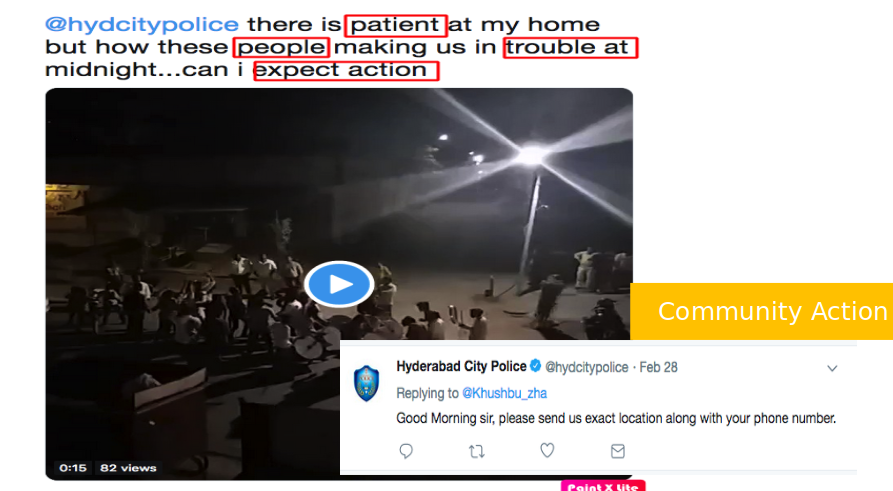 @hydcitypolice there is patient at my home
but how these people making us in trouble at
midnight...can i expect action
Community Action
Hyderabad City Police @hydcitypolice · Feb 28
Replying to @Khushbu_zha
Good Morning sir, please send us exact location along with your phone number.
0:15 82 views
Paint X lite